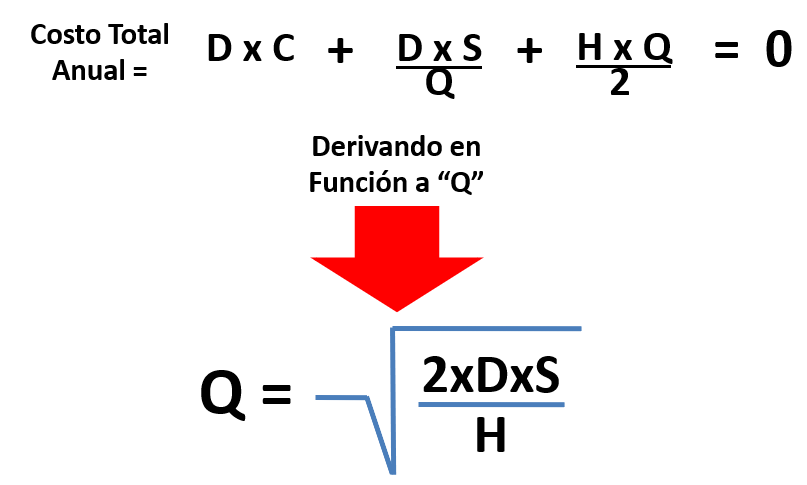 Costo Total
Anual =
D x C + D x S + H x Q = 0
Q 2
Derivando en
Función a “Q”
2xDxS
Q = √
H